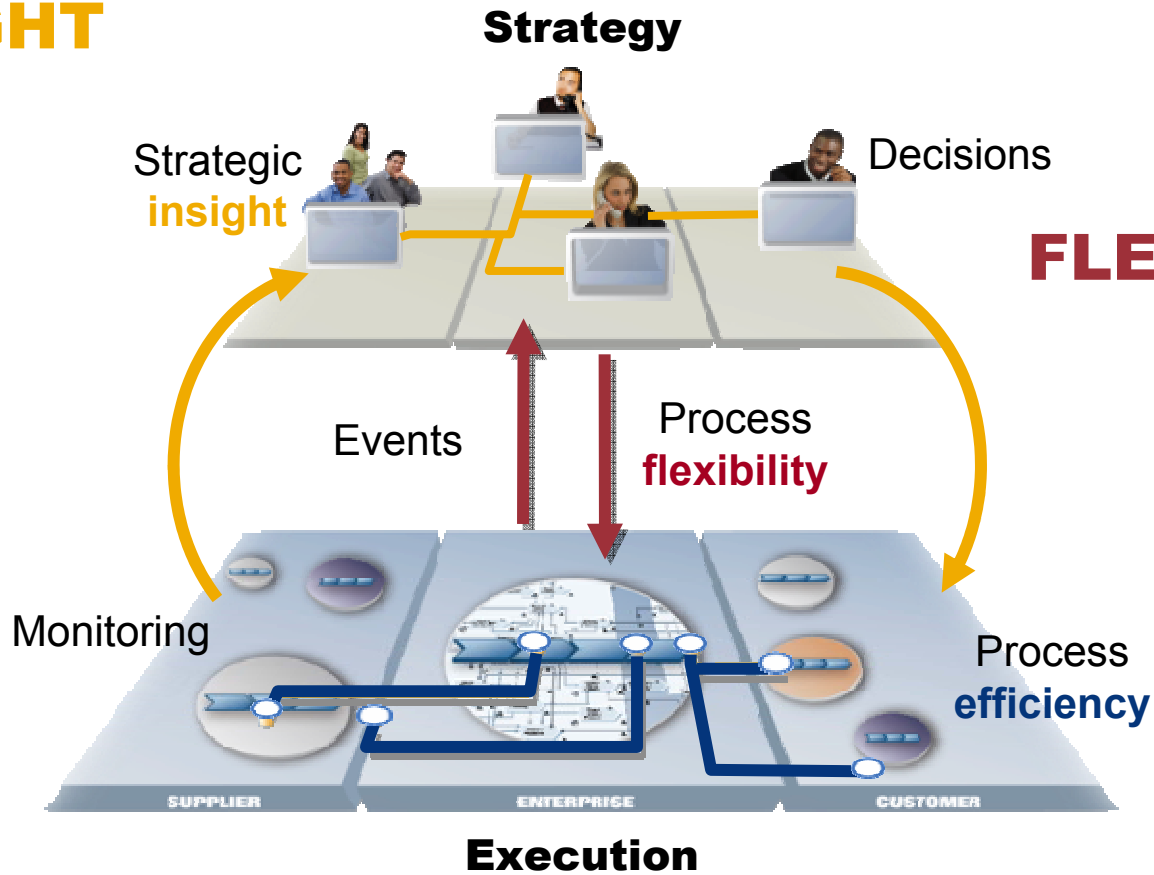 GHT
Strategy
Strategic
insight
Decisions
FLE
Events
Process
flexibility
Monitoring
Process
efficiency
SUPPLIER
ENTERPRISE
CUSTOMER
Execution